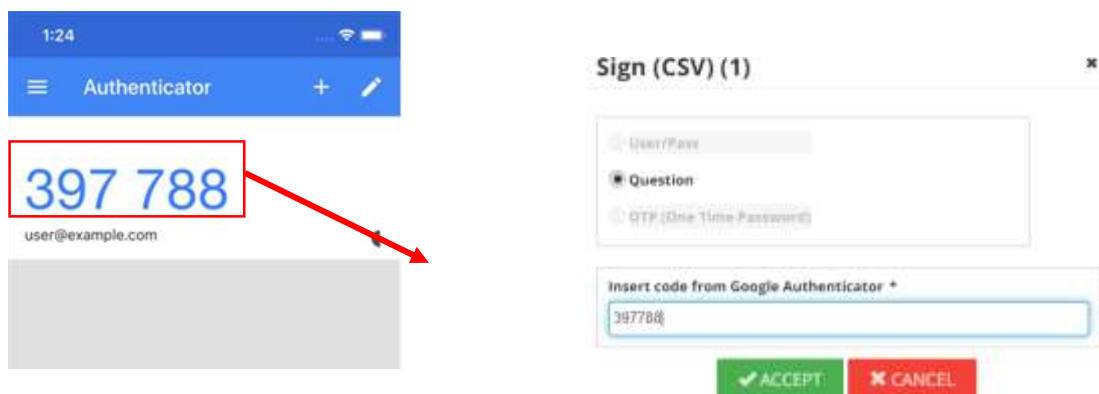 1:24
Authenticator
397 788
user@example.com
Sign (CSV) (1)
User/Pass
Question
OTP (One Time Password)
Insert code from Google Authenticator *
397788
ACCEPT
CANCEL